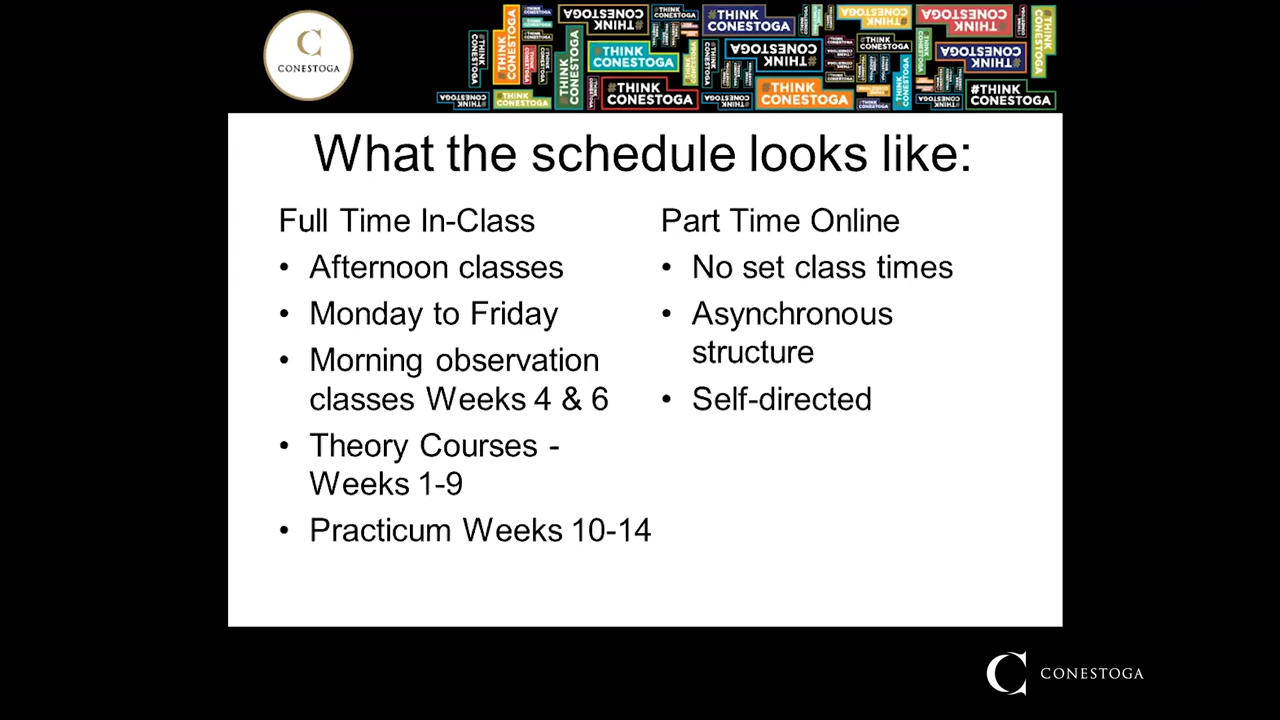 C
CONESTOGA
#THINK CONESTOGA
What the schedule looks like:
Full Time In-Class
• Afternoon classes
• Monday to Friday
• Morning observation
classes Weeks 4 & 6
• Theory Courses -
Weeks 1-9
• Practicum Weeks 10-14
Part Time Online
• No set class times
• Asynchronous
structure
• Self-directed
C CONESTOGA